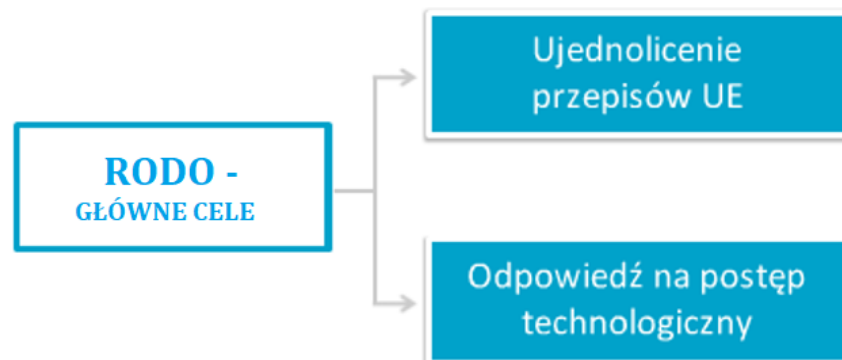 RODO -
GŁÓWNE CELE
Ujednolicenie
przepisów UE
Odpowiedź na postęp
technologiczny